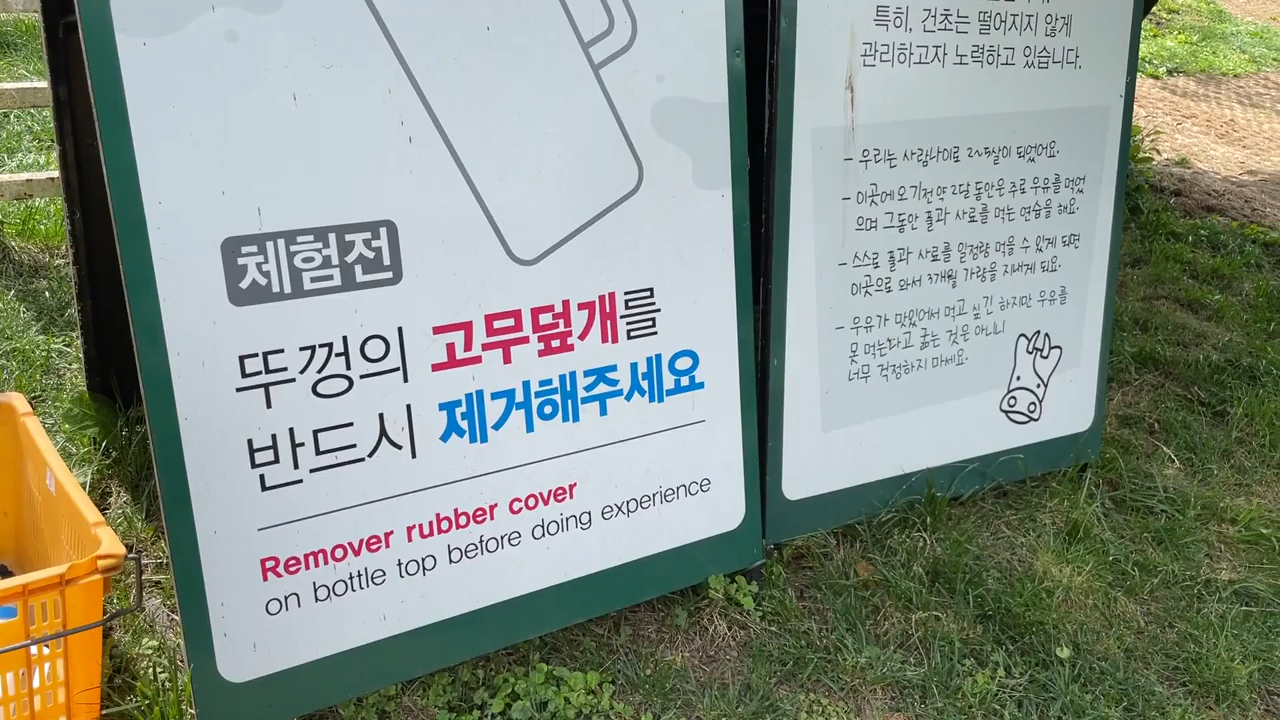 체험전
뚜껑의 고무덮개를
반드시 제거해주세요
Remover rubber cover
on bottle top before doing experience
특히, 건초는 떨어지지 않게
관리하고자 노력하고 있습니다.
- 우리는 사람나이로 2~5살이 되었어요.
- 이곳에 오기전 약 2달 동안은 주로 우유를 먹었
으며 그동안 풀과 사료를 먹는 연습을 해요.
- 스스로 풀과 사료를 일정량 먹을 수 있게 되면
이곳으로 와서 3개월 가량을 지내게 되요.
- 우유가 맛있어서 먹고 싶긴 하지만 우유를
못 먹는다고 굶는 것은 아니니
너무 걱정하지 마세요.